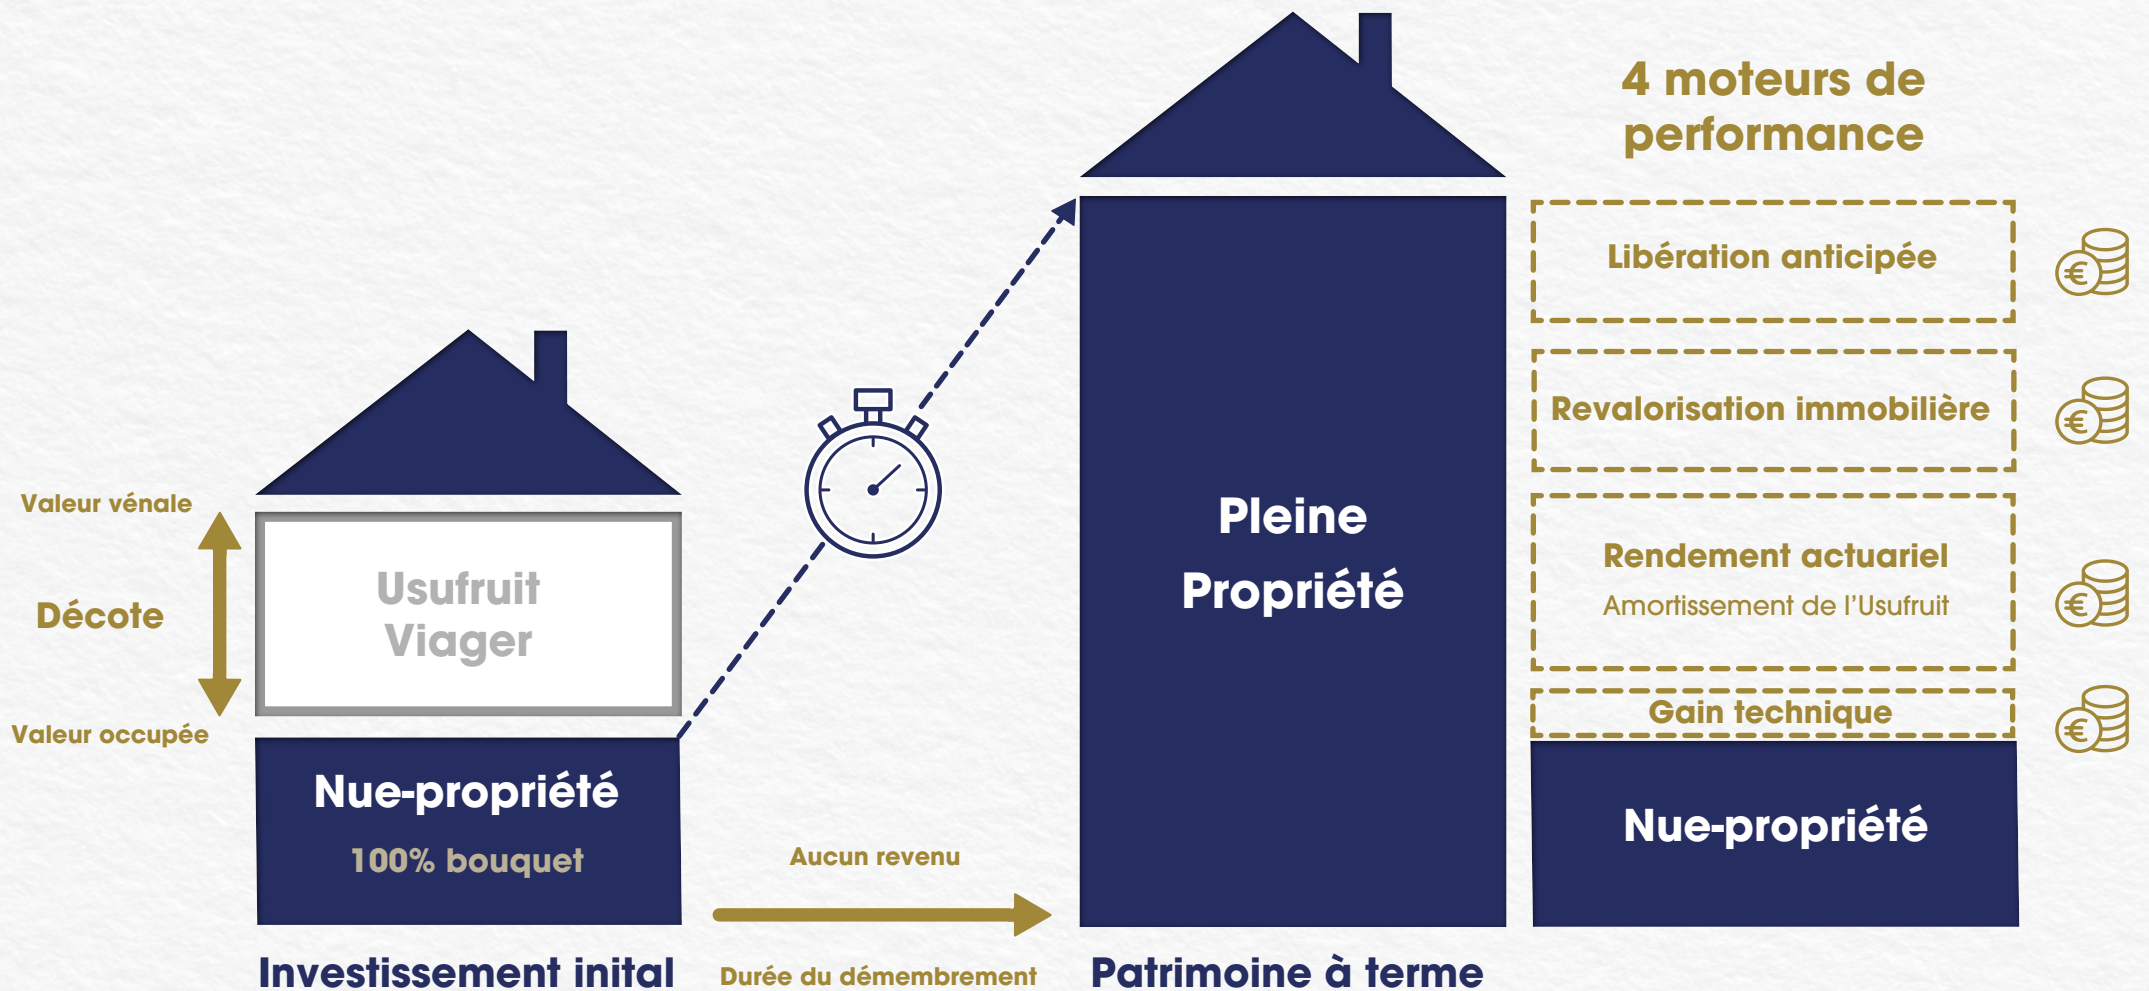 4 moteurs de
performance
Libération anticipée
€
Revalorisation immobilière
€
Valeur vénale
Décote
Valeur occupée
Usufruit
Viager
Pleine
Propriété
Rendement actuariel
Amortissement de l’Usufruit
€
Gain technique
€
Nue-propriété
100% bouquet
Aucun revenu
Nue-propriété
Investissement inital
Durée du démembrement
Patrimoine à terme